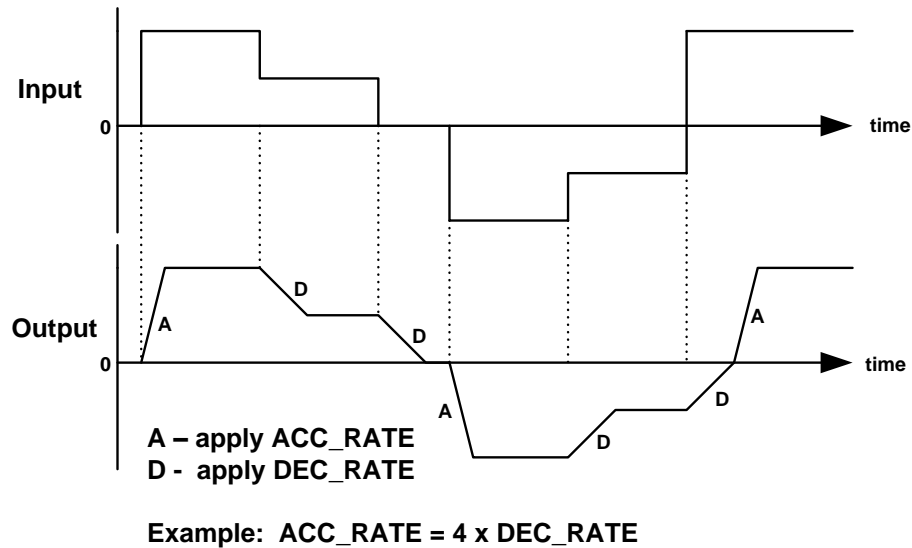 Input
0
time
A
D
D
Output
0
time
A
D
D
A
A – apply ACC_RATE
D - apply DEC_RATE
Example: ACC_RATE = 4 x DEC_RATE